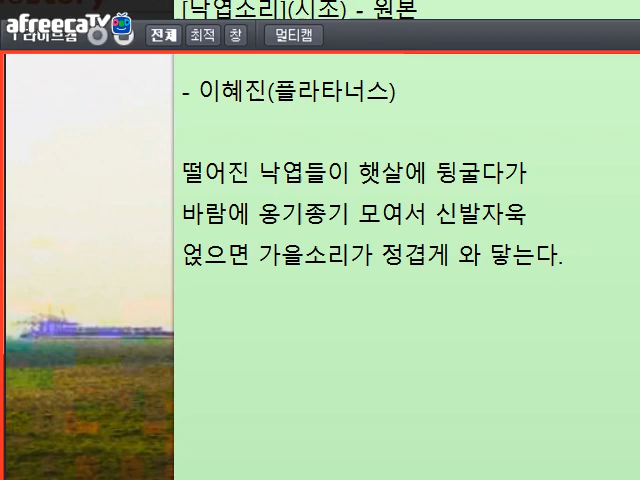 [낙엽소리](시조) - 원본
afreecaTV
전체 최적 창 멀티캠
- 이혜진(플라타너스)
떨어진 낙엽들이 햇살에 뒹굴다가
바람에 옹기종기 모여서 신발자욱
얹으면 가을소리가 정겹게 와 닿는다.